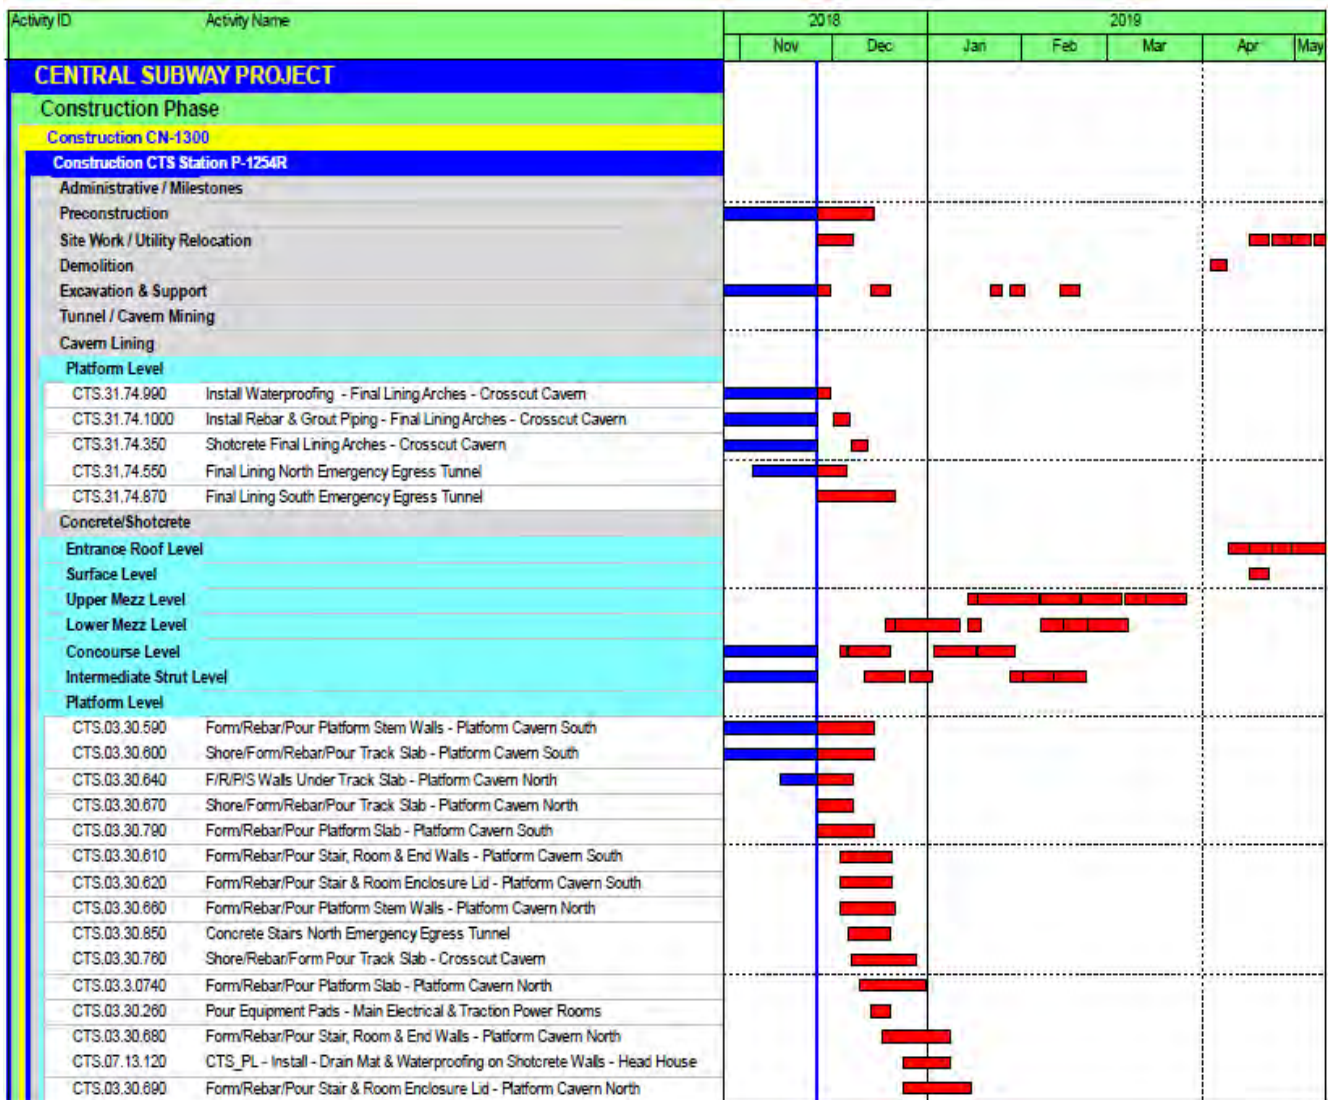 Activity ID Activity Name 2018 2019
Nov Dec Jan Feb Mar Apr May
CENTRAL SUBWAY PROJECT
Construction Phase
Construction CN-1300
Construction CTS Station P-1254R
Administrative / Milestones
Preconstruction
Site Work / Utility Relocation
Demolition
Excavation & Support
Tunnel / Cavern Mining
Cavern Lining
Platform Level
CTS.31.74.990 Install Waterproofing - Final Lining Arches - Crosscut Cavern
CTS.31.74.1000 Install Rebar & Grout Piping - Final Lining Arches - Crosscut Cavern
CTS.31.74.350 Shotcrete Final Lining Arches - Crosscut Cavern
CTS.31.74.550 Final Lining North Emergency Egress Tunnel
CTS.31.74.870 Final Lining South Emergency Egress Tunnel
Concrete/Shotcrete
Entrance Roof Level
Surface Level
Upper Mezz Level
Lower Mezz Level
Concourse Level
Intermediate Strut Level
Platform Level
CTS.03.30.590 Form/Rebar/Pour Platform Stem Walls - Platform Cavern South
CTS.03.30.600 Shore/Form/Rebar/Pour Track Slab - Platform Cavern South
CTS.03.30.640 F/R/P/S Walls Under Track Slab - Platform Cavern North
CTS.03.30.670 Shore/Form/Rebar/Pour Track Slab - Platform Cavern North
CTS.03.30.790 Form/Rebar/Pour Platform Slab - Platform Cavern South
CTS.03.30.610 Form/Rebar/Pour Stair, Room & End Walls - Platform Cavern South
CTS.03.30.620 Form/Rebar/Pour Stair & Room Enclosure Lid - Platform Cavern South
CTS.03.30.660 Form/Rebar/Pour Platform Stem Walls - Platform Cavern North
CTS.03.30.850 Concrete Stairs North Emergency Egress Tunnel
CTS.03.30.760 Shore/Rebar/Form Pour Track Slab - Crosscut Cavern
CTS.03.3.0740 Form/Rebar/Pour Platform Slab - Platform Cavern North
CTS.03.30.260 Pour Equipment Pads - Main Electrical & Traction Power Rooms
CTS.03.30.680 Form/Rebar/Pour Stair, Room & End Walls - Platform Cavern North
CTS.07.13.120 CTS_PL - Install - Drain Mat & Waterproofing on Shotcrete Walls - Head House
CTS.03.30.690 Form/Rebar/Pour Stair & Room Enclosure Lid - Platform Cavern North